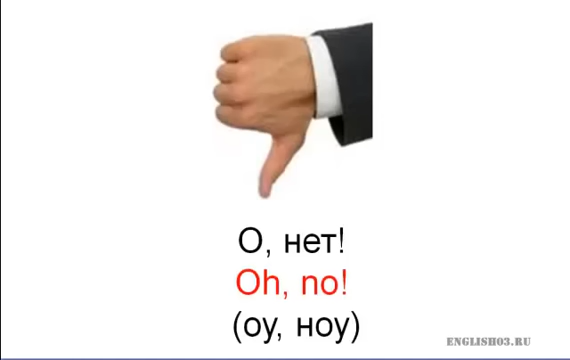 О, нет!
Oh, no!
(оу, ноу)
ENGLISH03.RU